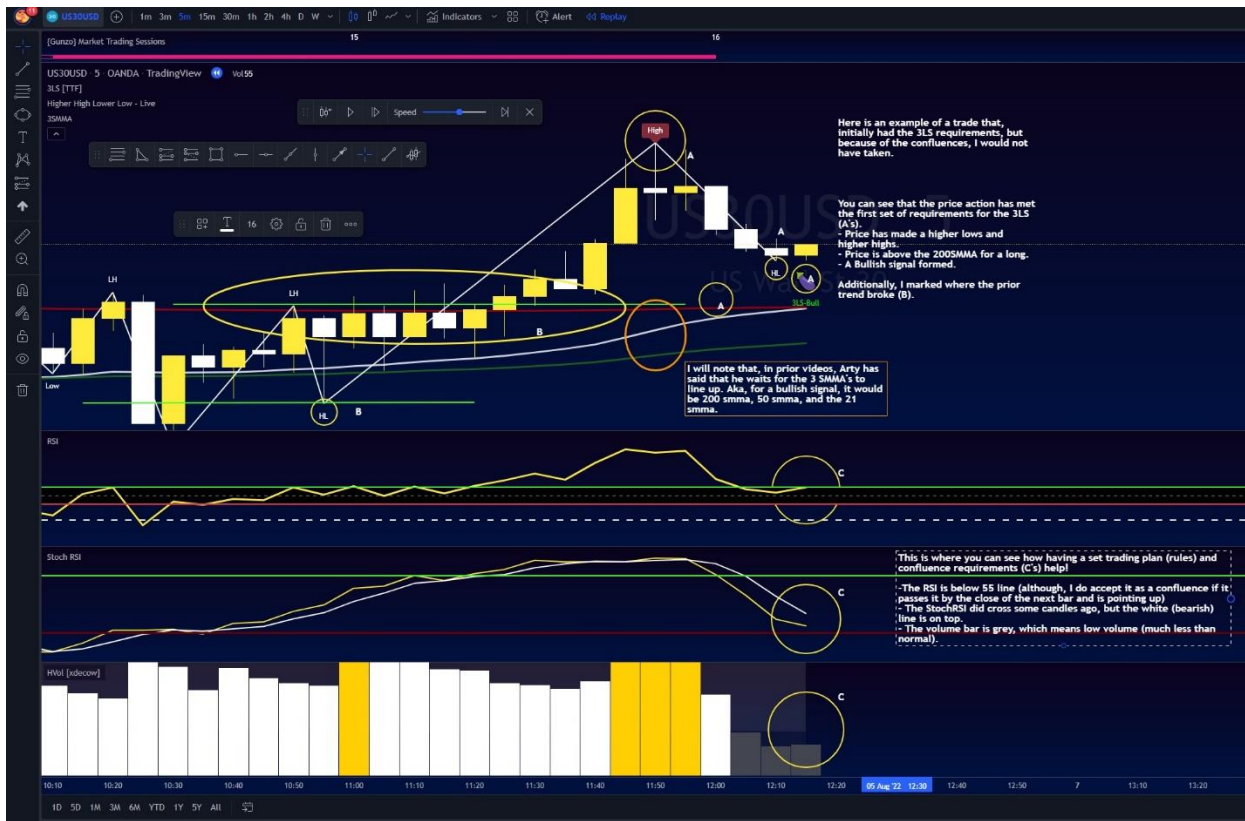 11
30 US30USD 1m 3m 5m 15m 30m 1h 2h 4h D W Indicators Alert Replay
[Gunzo] Market Trading Sessions
15
16
US30USD · 5 · OANDA · TradingView Vol55
3LS [TTF]
Higher High Lower Low - Live
3SMMA
Speed
T 16
High
A
Here is an example of a trade that,
initially had the 3LS requirements, but
because of the confluences, I would not
have taken.
You can see that the price action has met
the first set of requirements for the 3LS
(A's).
- Price has made a higher lows and
higher highs.
- Price is above the 200SMMA for a long.
- A Bullish signal formed.
Additionally, I marked where the prior
trend broke (B).
US30USD, 5
US Wall St 30
A
HL
A
3LS-Bull
A
LH
LH
B
Low
HL
B
I will note that, in prior videos, Arty has
said that he waits for the 3 SMMA's to
line up. Aka, for a bullish signal, it would
be 200 smma, 50 smma, and the 21
smma.
RSI
C
Stoch RSI
C
This is where you can see how having a set trading plan (rules) and
confluence requirements (C's) help!
-The RSI is below 55 line (although, I do accept it as a confluence if it
passes it by the close of the next bar and is pointing up)
- The StochRSI did cross some candles ago, but the white (bearish)
line is on top.
- The volume bar is grey, which means low volume (much less than
normal).
HVol [xdecow]
C
10:10 10:20 10:30 10:40 10:50 11:00 11:10 11:20 11:30 11:40 11:50 12:00 12:10 12:20 05 Aug '22 12:30 12:40 12:50 7 13:10 13:20
1D 5D 1M 3M 6M YTD 1Y 5Y All